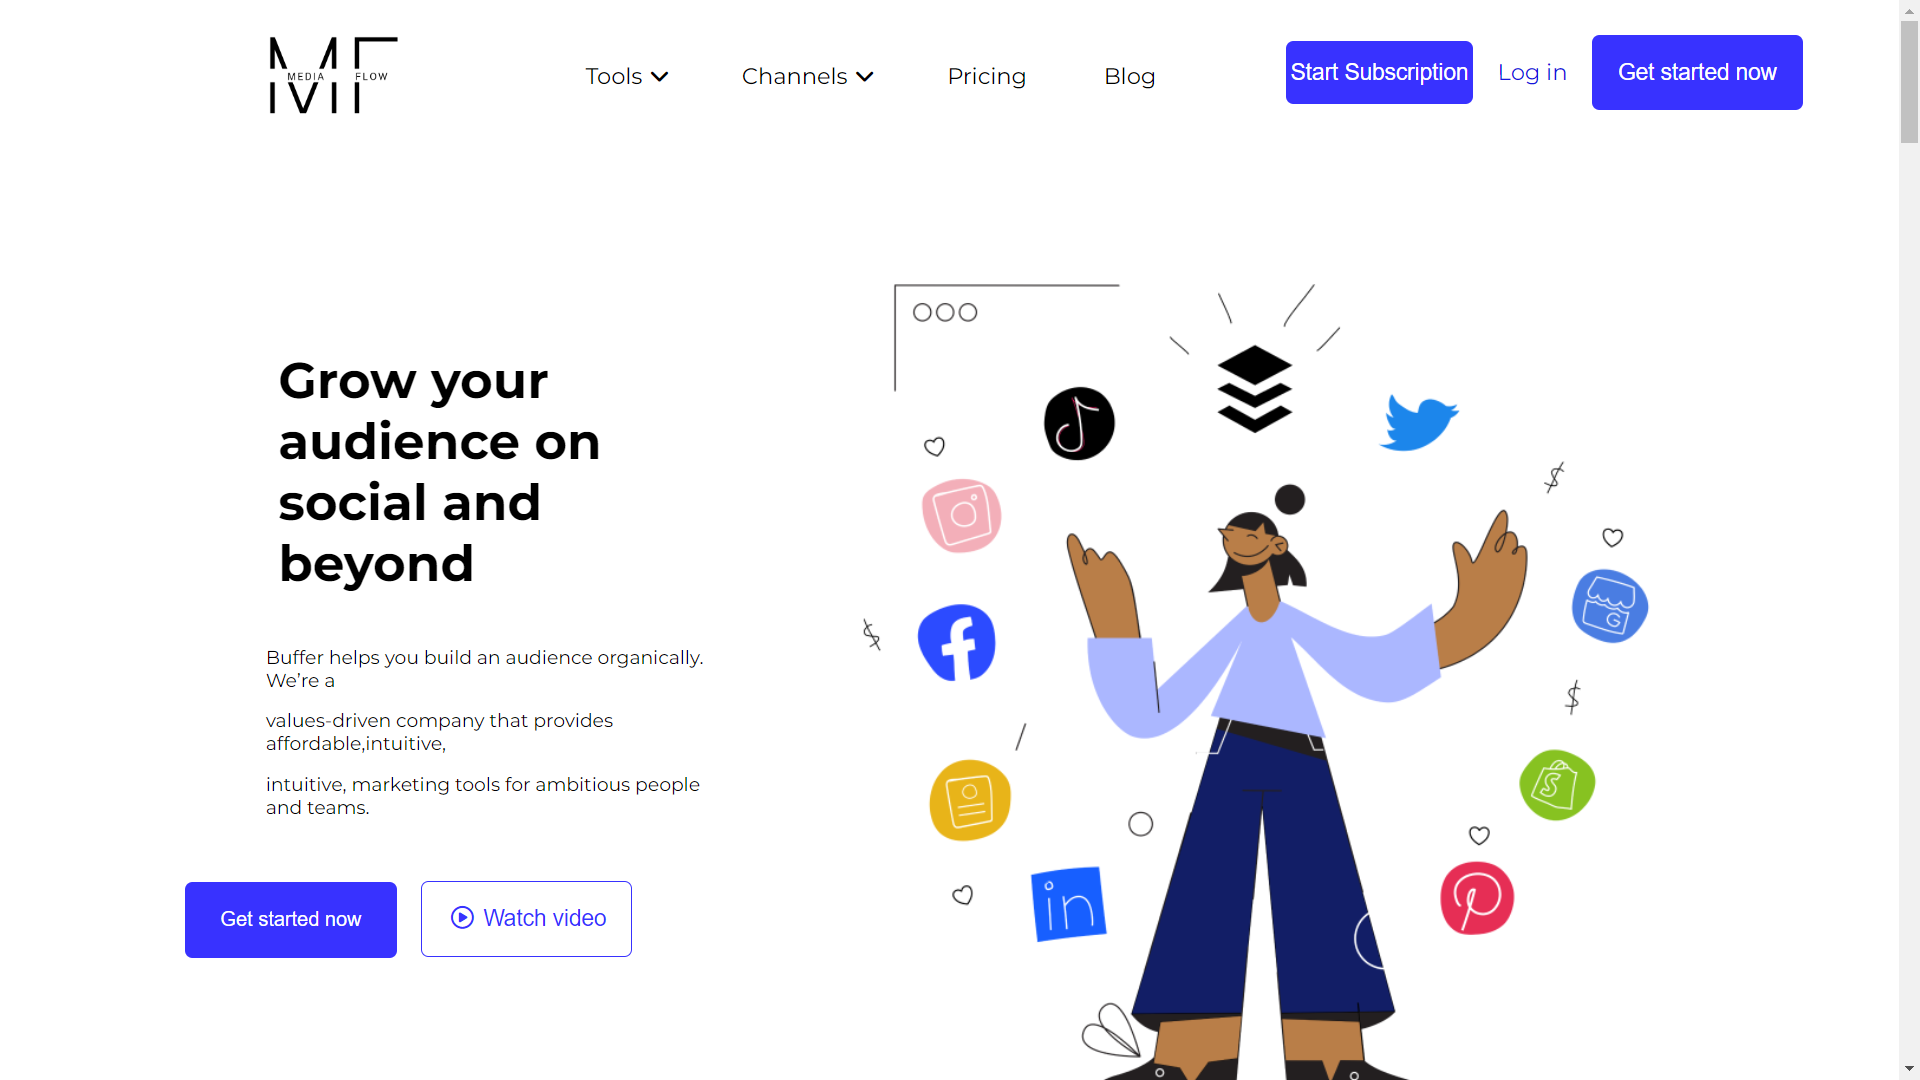 MEDIA FLOW
Tools
Channels
Pricing
Blog
Start Subscription
Log in
Get started now
Grow your
audience on
social and
beyond
Buffer helps you build an audience organically.
We’re a
values-driven company that provides
affordable,intuitive,
intuitive, marketing tools for ambitious people
and teams.
Get started now
Watch video